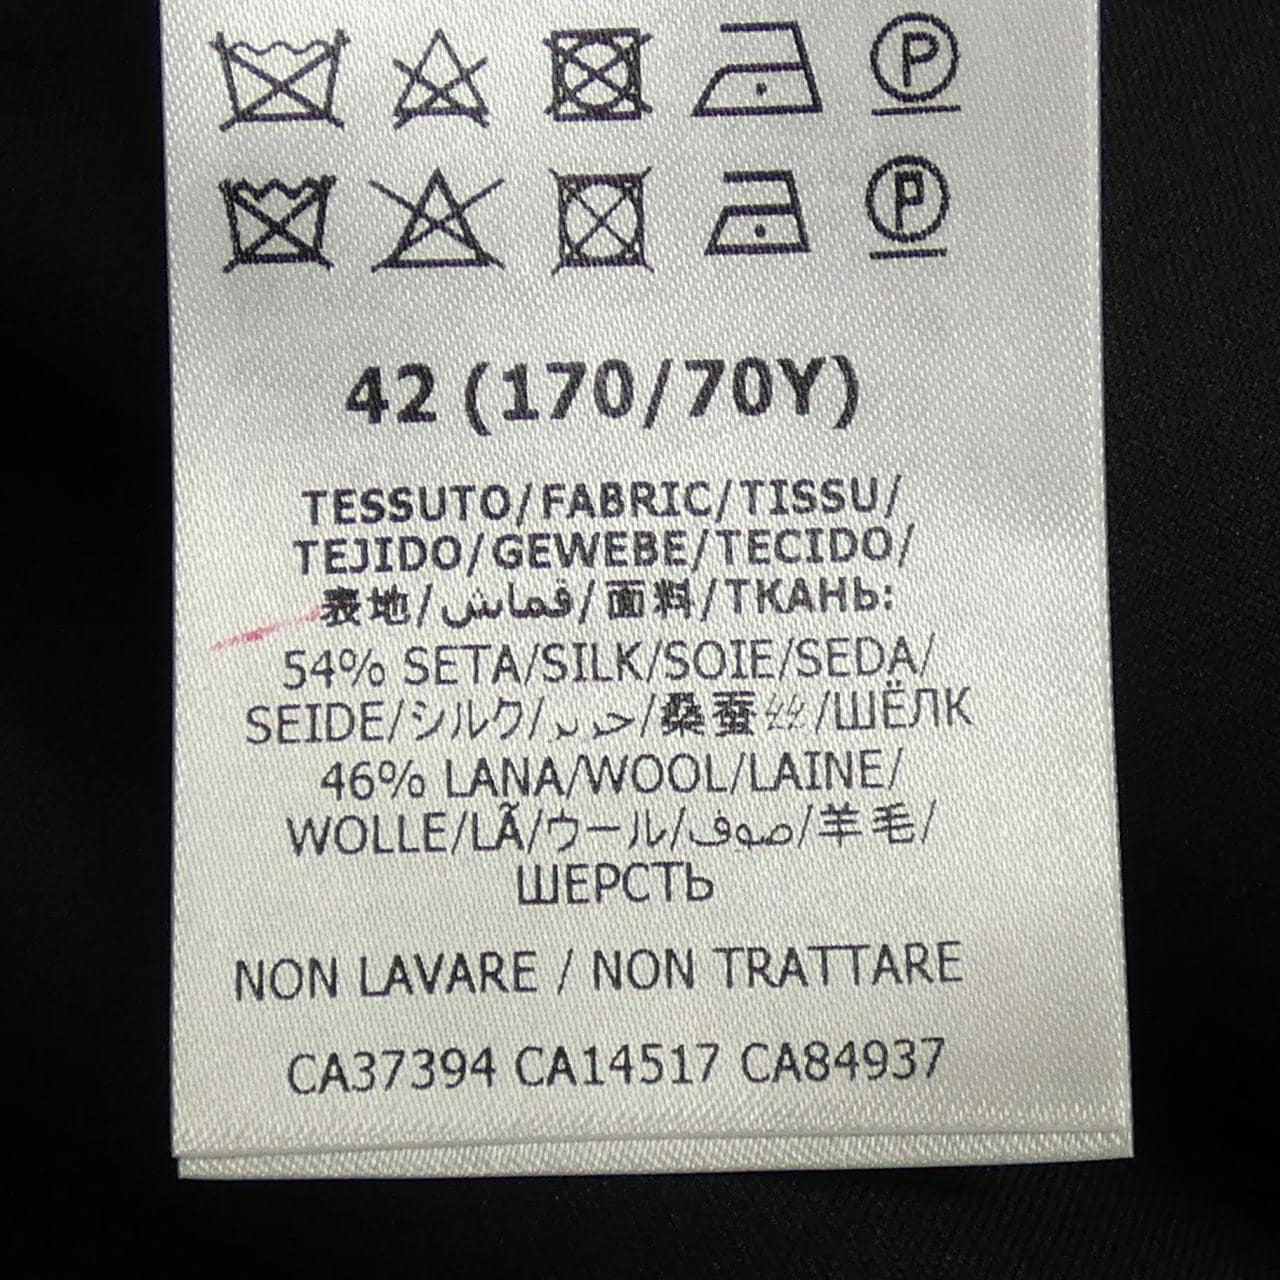 42 (170/70Y)
TESSUTO/FABRIC/TISSU/
TEJIDO/GEWEBE/TECIDO/
表地/قماش/面料/ТКАНЬ:
54% SETA/SILK/SOIE/SEDA/
SEIDE/シルク/حرير/桑蚕丝/ШЁЛК
46% LANA/WOOL/LAINE/
WOLLE/LÃ/ウール/صوف/羊毛/
ШЕРСТЬ
NON LAVARE / NON TRATTARE
CA37394 CA14517 CA84937